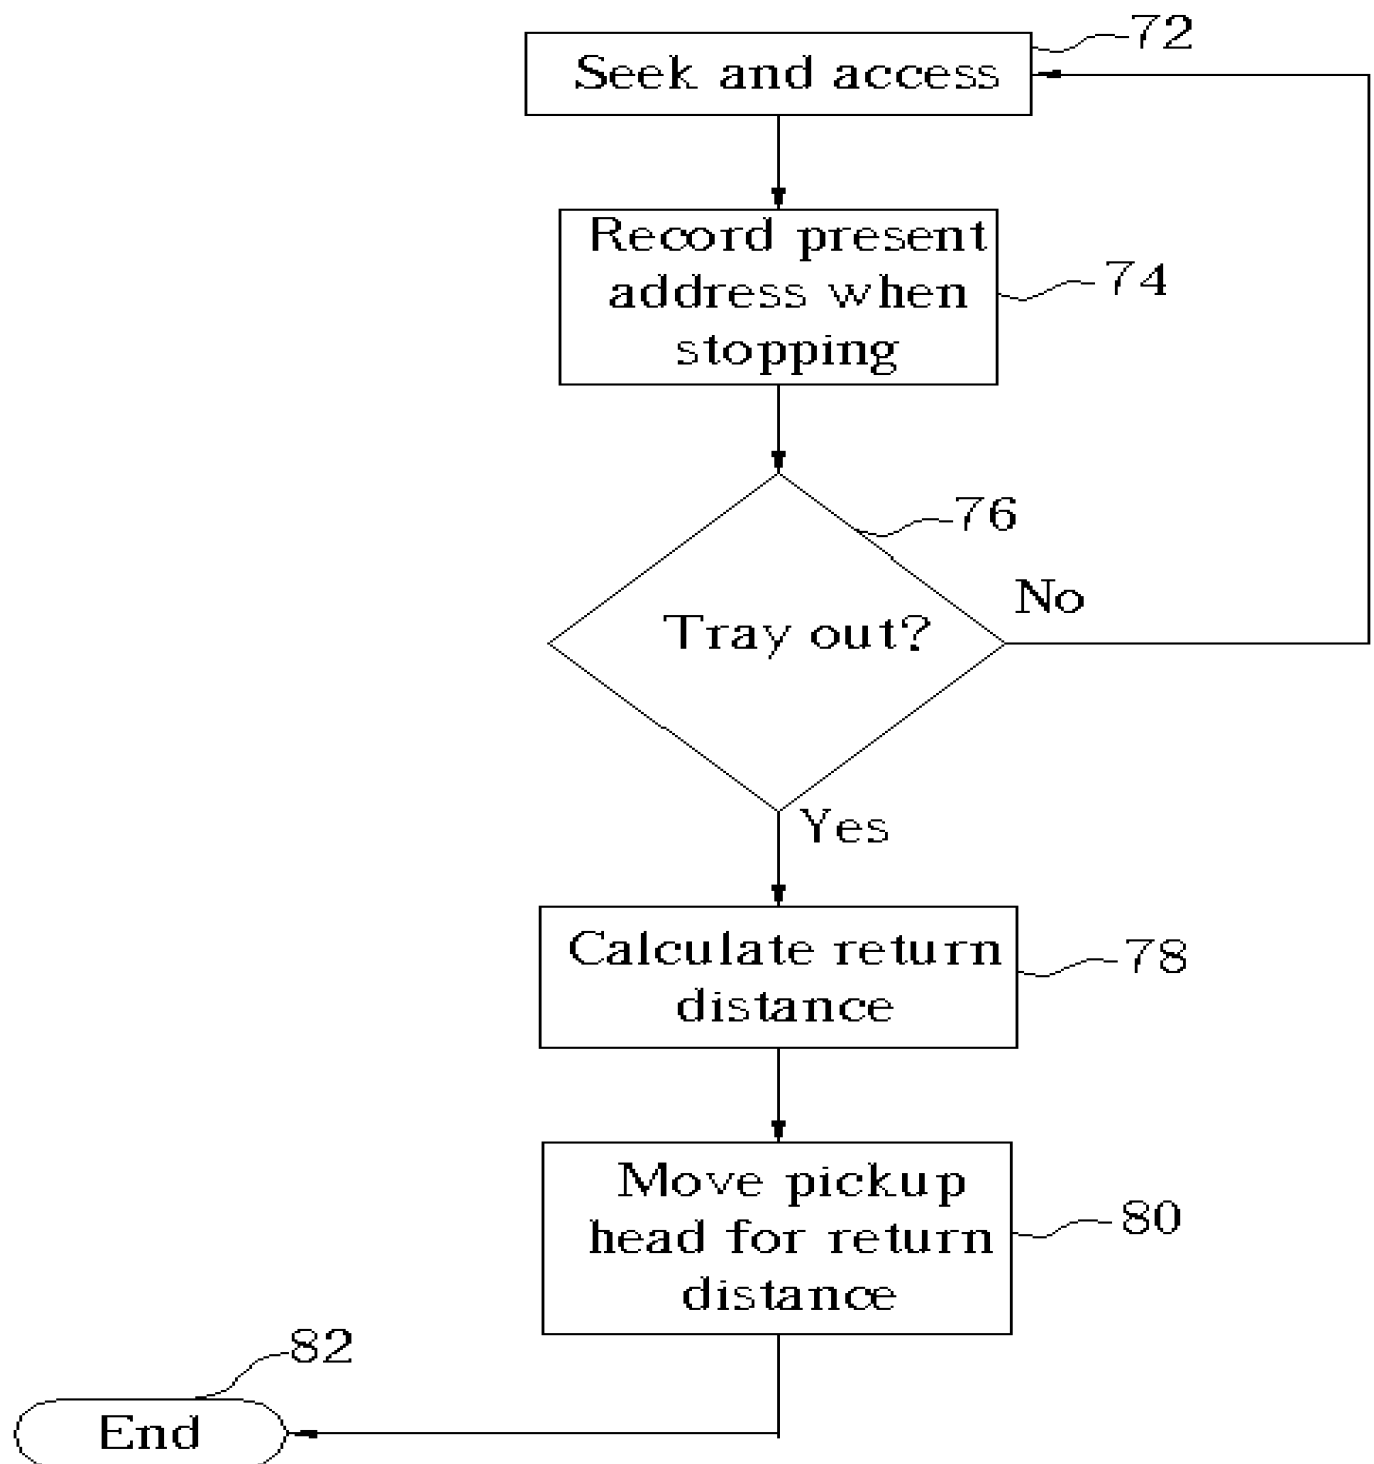 72
Seek and access
Record present
address when
stopping
74
76
No
Tray out?
Yes
Calculate return
distance
78
Move pickup
head for return
distance
80
82
End